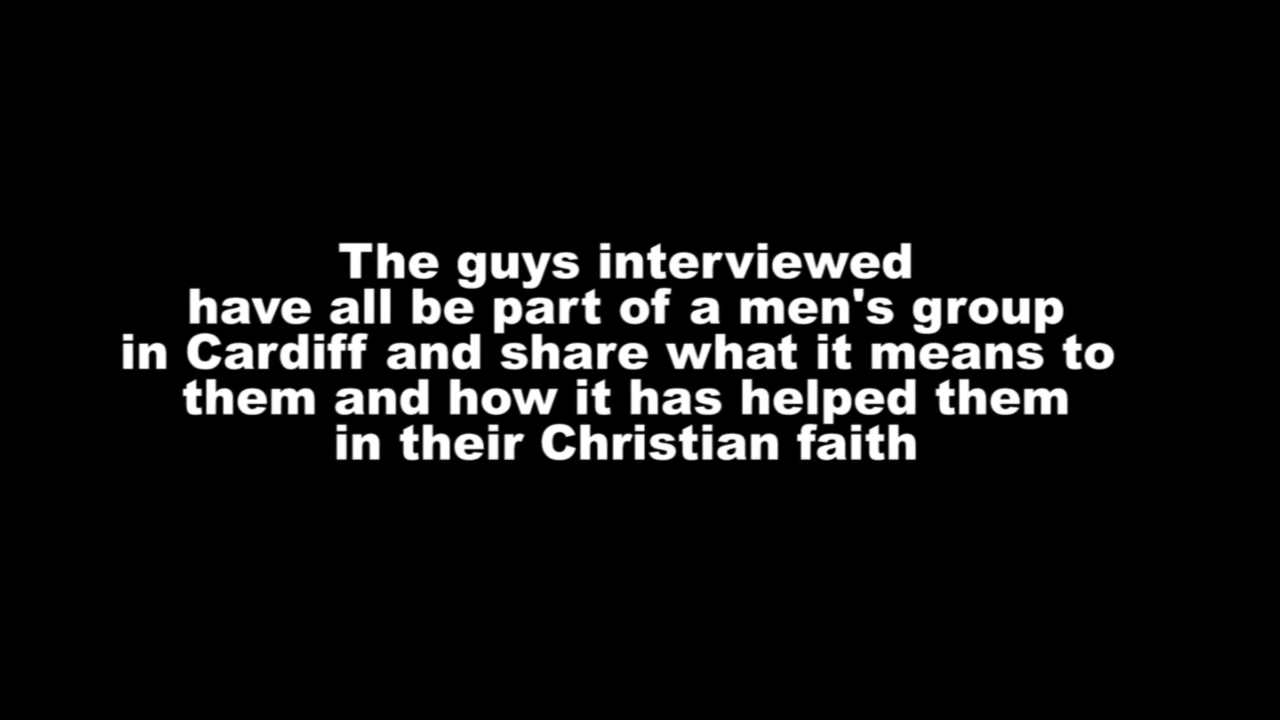 The guys interviewed
have all be part of a men's group
in Cardiff and share what it means to
them and how it has helped them
in their Christian faith